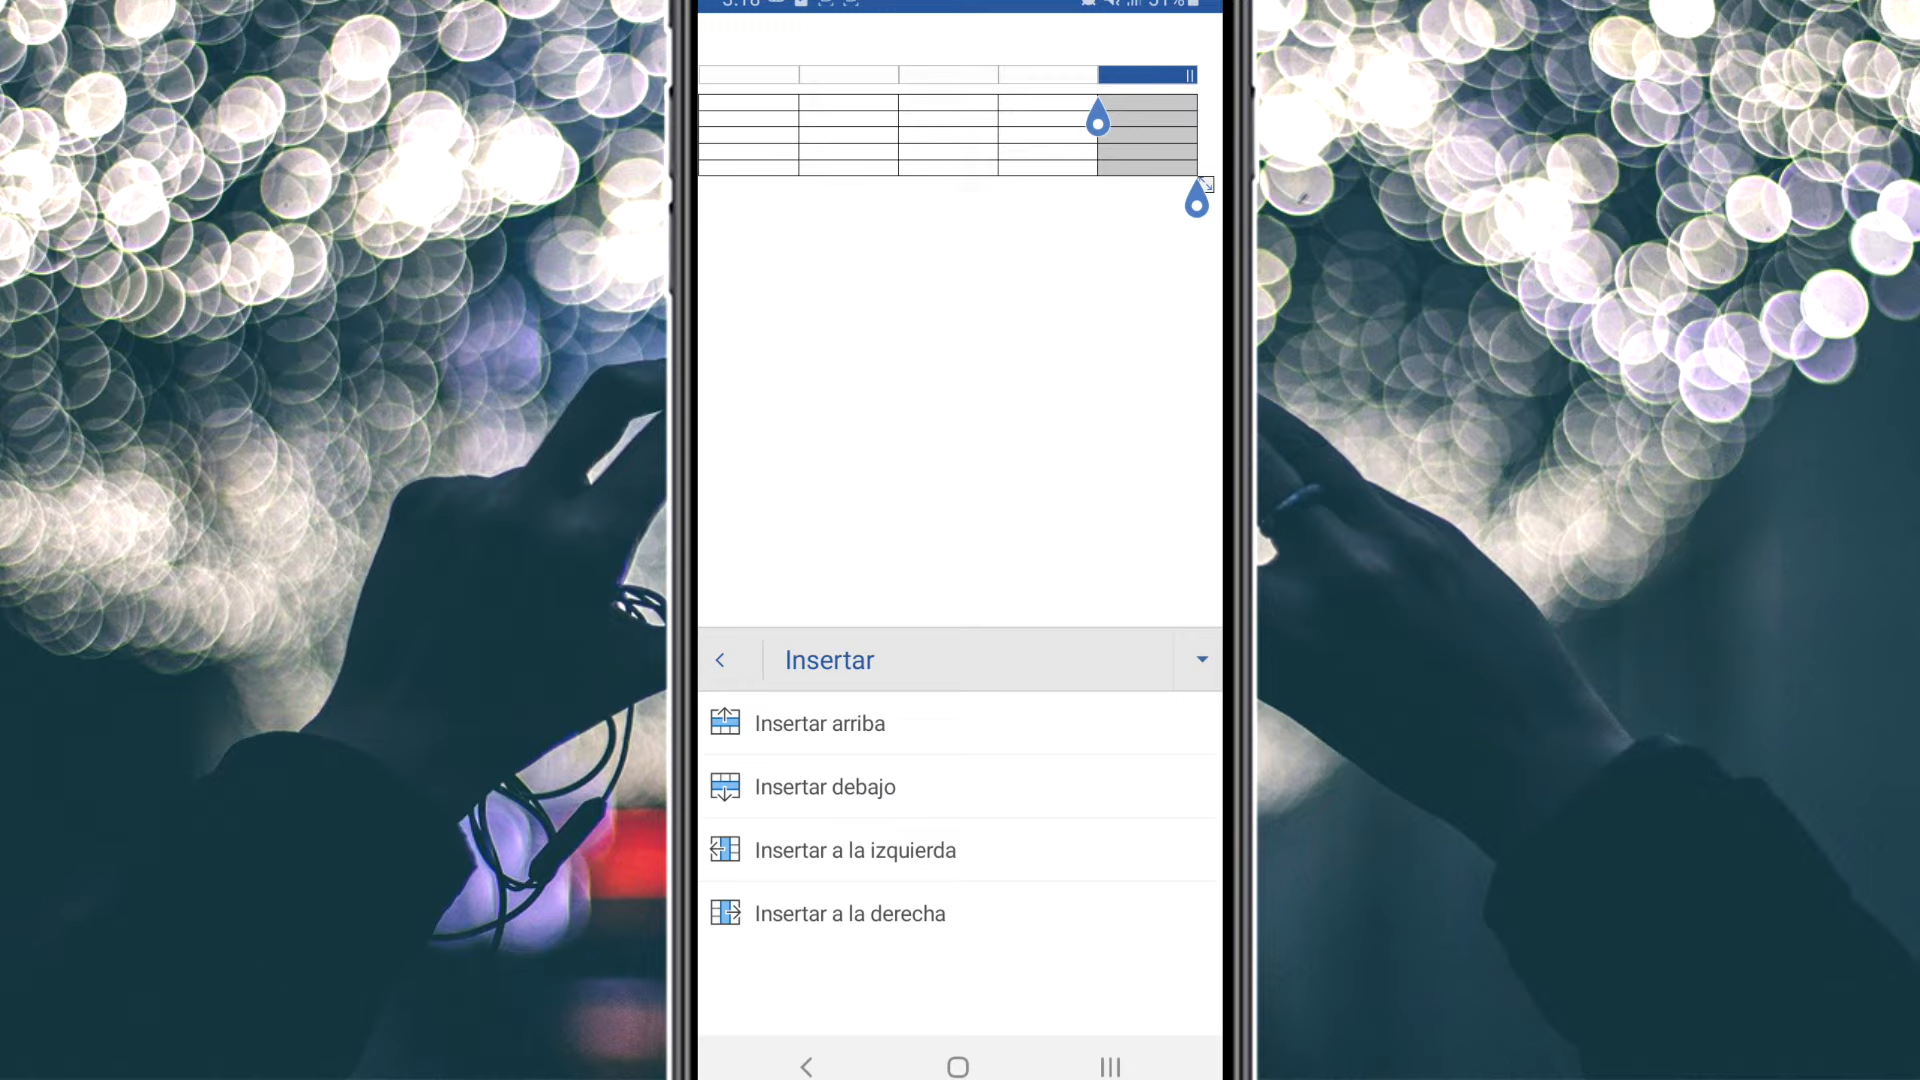 Insertar
Insertar arriba
Insertar debajo
Insertar a la izquierda
Insertar a la derecha